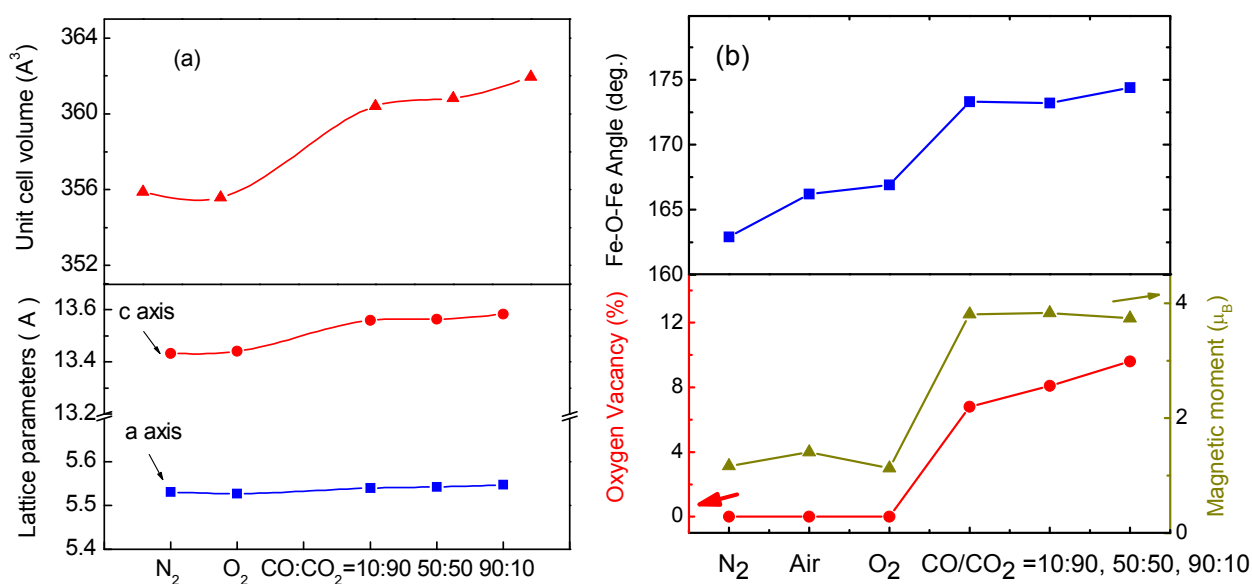 (a)
Unit cell volume (A³)
364
360
356
352
Lattice parameters ( A )
13.6
13.4
13.2
5.6
5.5
5.4
c axis
a axis
N₂ O₂ CO:CO₂=10:90 50:50 90:10
(b)
Fe-O-Fe Angle (deg.)
175
170
165
160
Oxygen Vacancy (%)
12
8
4
0
Magnetic moment (μ_B)
4
2
0
N₂ Air O₂ CO/CO₂ =10:90, 50:50, 90:10